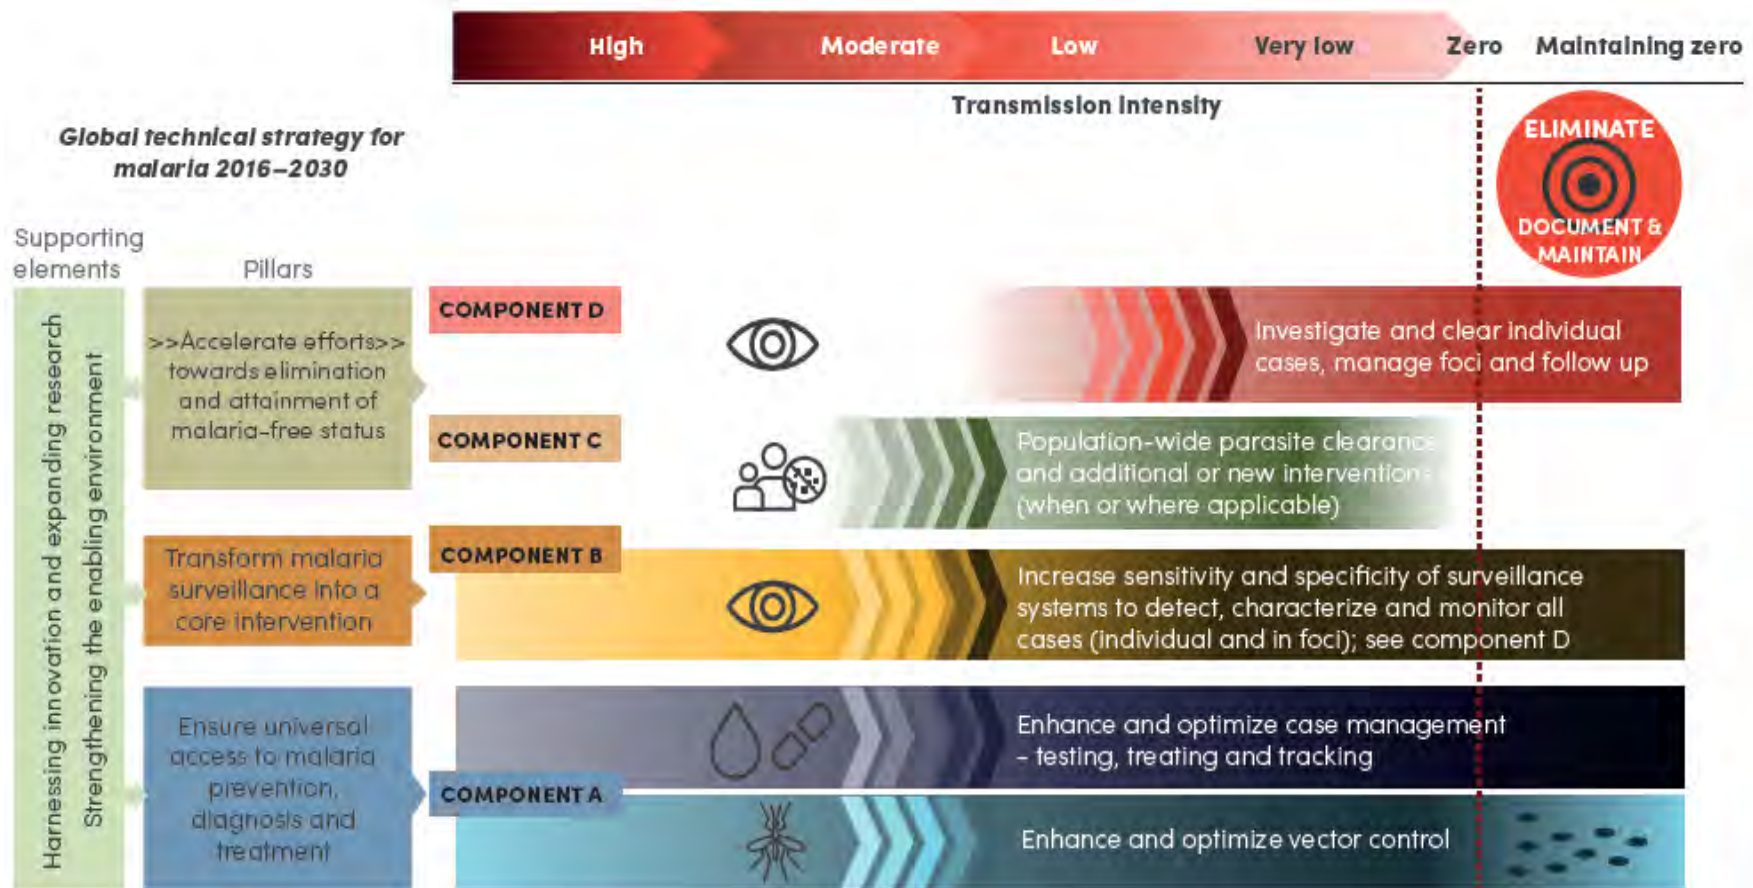 High Moderate Low Very low Zero Maintaining zero
Transmission intensity
Global technical strategy for
malaria 2016–2030
ELIMINATE
DOCUMENT &
MAINTAIN
Supporting
elements
Pillars
Harnessing innovation and expanding research
Strengthening the enabling environment
>>Accelerate efforts>>
towards elimination
and attainment of
malaria-free status
COMPONENT D
Investigate and clear individual
cases, manage foci and follow up
COMPONENT C
Population-wide parasite clearance
and additional or new intervention
(when or where applicable)
Transform malaria
surveillance into a
core intervention
COMPONENT B
Increase sensitivity and specificity of surveillance
systems to detect, characterize and monitor all
cases (individual and in foci); see component D
Ensure universal
access to malaria
prevention,
diagnosis and
treatment
COMPONENT A
Enhance and optimize case management
– testing, treating and tracking
Enhance and optimize vector control